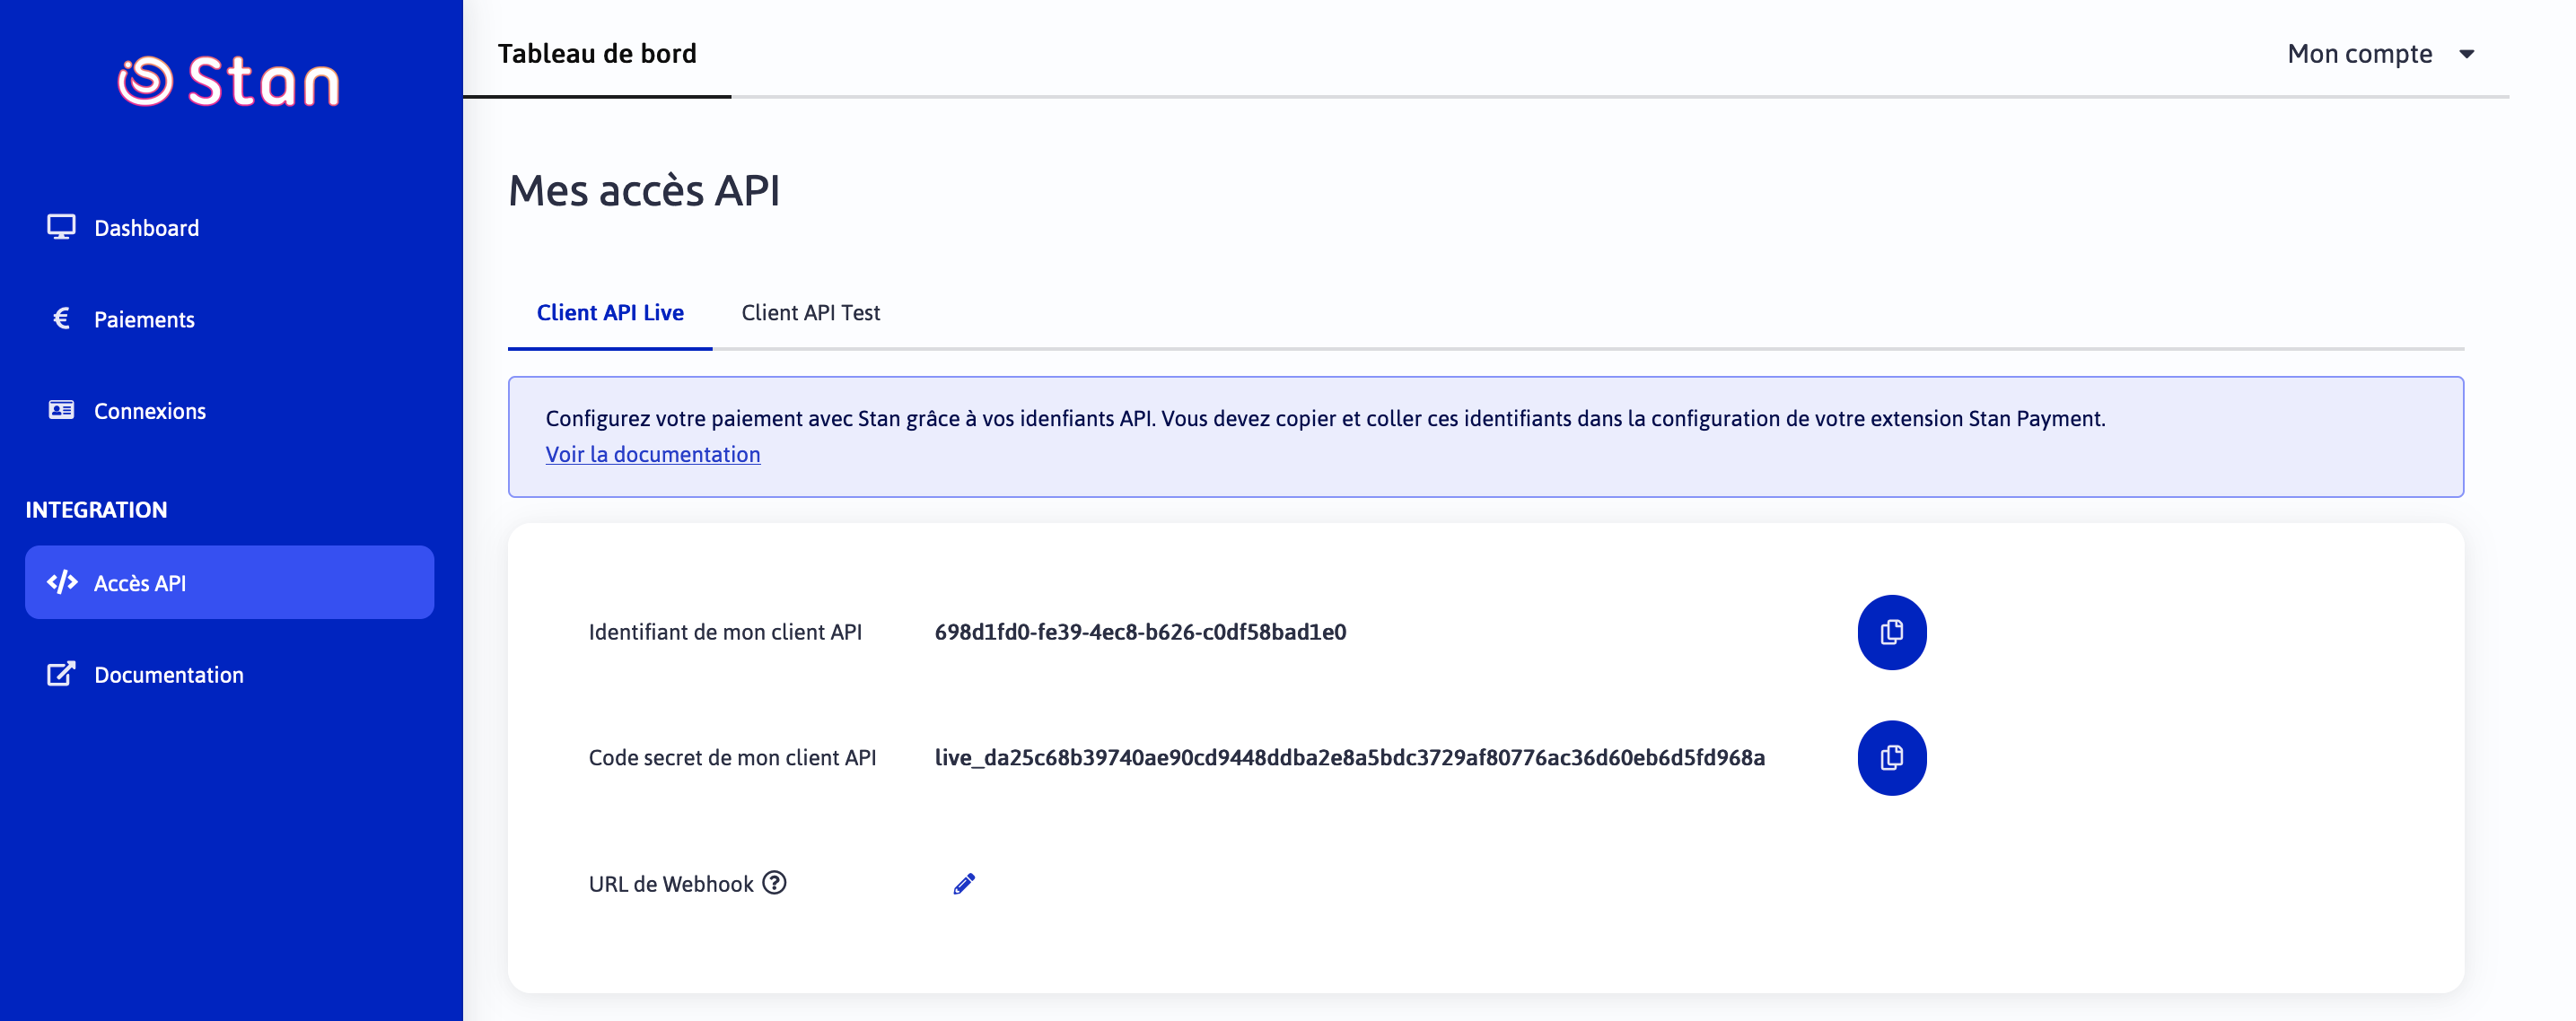 Stan
Tableau de bord
Mon compte
Dashboard
Paiements
Connexions
INTEGRATION
Accès API
Documentation
Mes accès API
Client API Live
Client API Test
Configurez votre paiement avec Stan grâce à vos idenfiants API. Vous devez copier et coller ces identifiants dans la configuration de votre extension Stan Payment.
Voir la documentation
Identifiant de mon client API
698d1fd0-fe39-4ec8-b626-c0df58bad1e0
Code secret de mon client API
live_da25c68b39740ae90cd9448ddba2e8a5bdc3729af80776ac36d60eb6d5fd968a
URL de Webhook ?